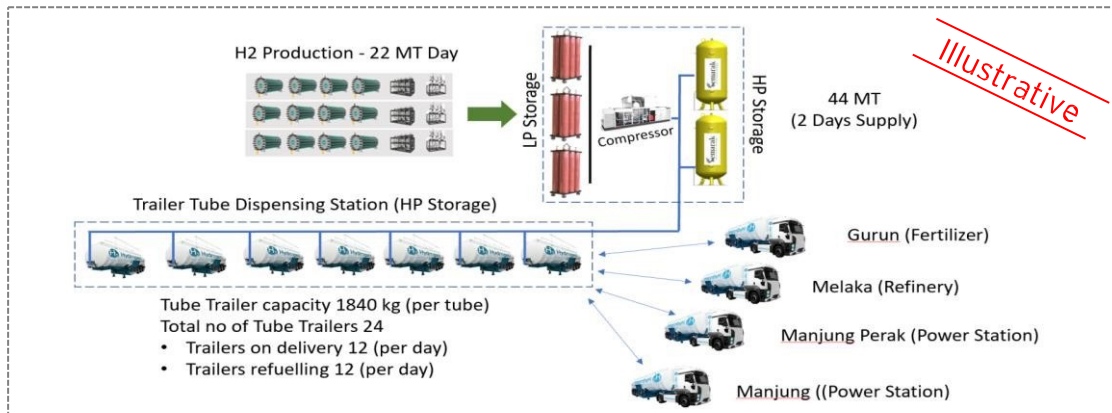 Illustrative
H2 Production - 22 MT Day
LP Storage
Compressor
HP Storage
44 MT
(2 Days Supply)
Trailer Tube Dispensing Station (HP Storage)
Gurun (Fertilizer)
Melaka (Refinery)
Manjung Perak (Power Station)
Manjung ((Power Station)
Tube Trailer capacity 1840 kg (per tube)
Total no of Tube Trailers 24
• Trailers on delivery 12 (per day)
• Trailers refuelling 12 (per day)